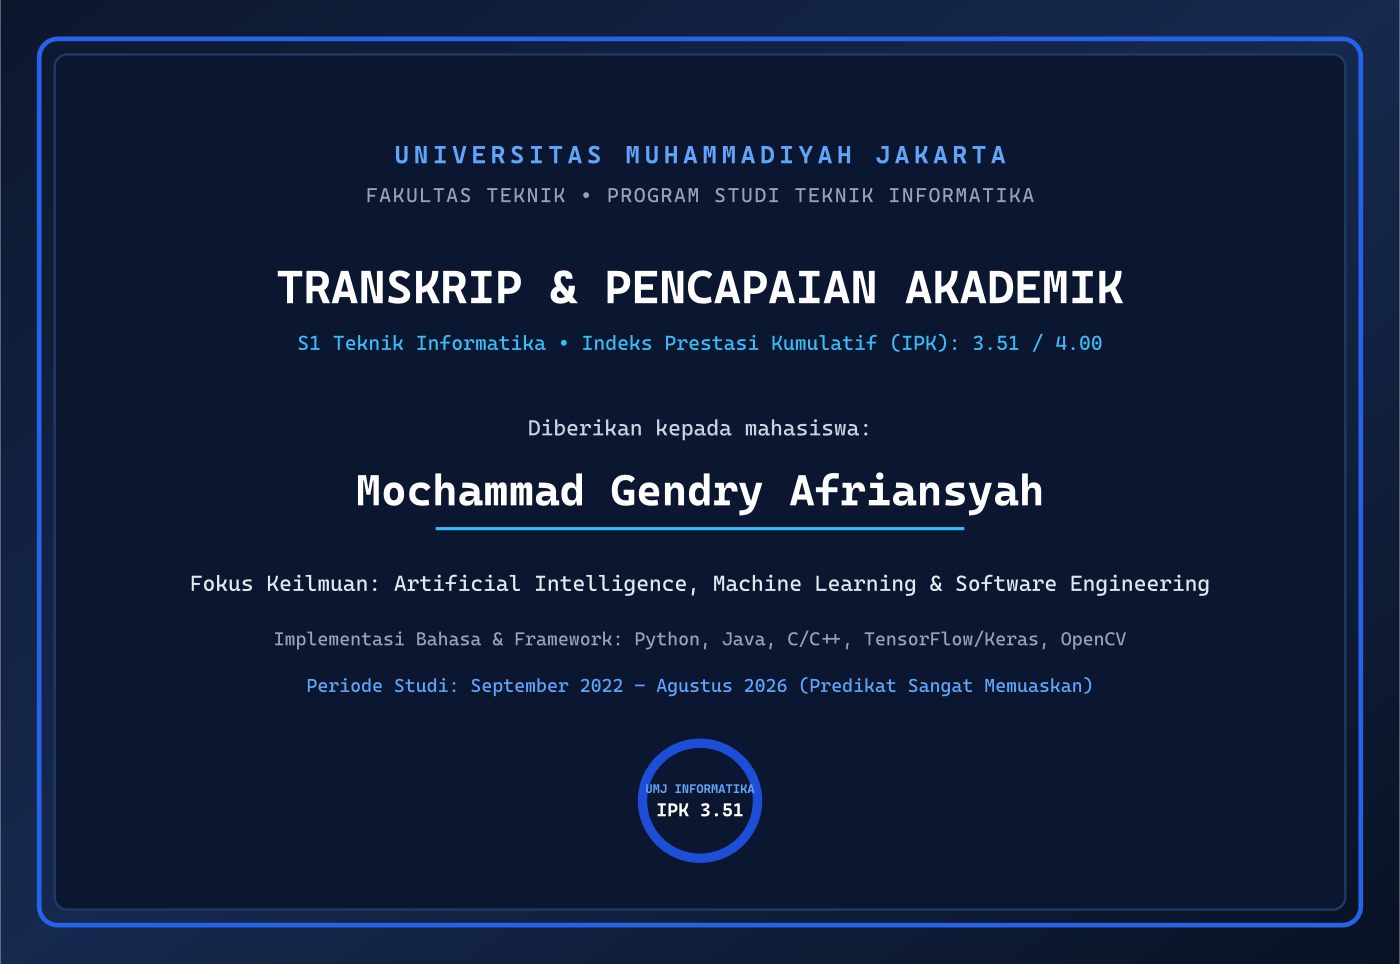 UNIVERSITAS MUHAMMADIYAH JAKARTA
FAKULTAS TEKNIK • PROGRAM STUDI TEKNIK INFORMATIKA
TRANSKRIP & PENCAPAIAN AKADEMIK
S1 Teknik Informatika • Indeks Prestasi Kumulatif (IPK): 3.51 / 4.00
Diberikan kepada mahasiswa:
Mochammad Gendry Afriansyah
Fokus Keilmuan: Artificial Intelligence, Machine Learning & Software Engineering
Implementasi Bahasa & Framework: Python, Java, C/C++, TensorFlow/Keras, OpenCV
Periode Studi: September 2022 – Agustus 2026 (Predikat Sangat Memuaskan)
UMJ INFORMATIKA
IPK 3.51